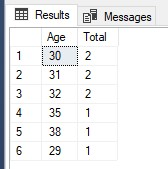 Results Messages
Age Total
1 30 2
2 31 2
3 32 2
4 35 1
5 38 1
6 29 1